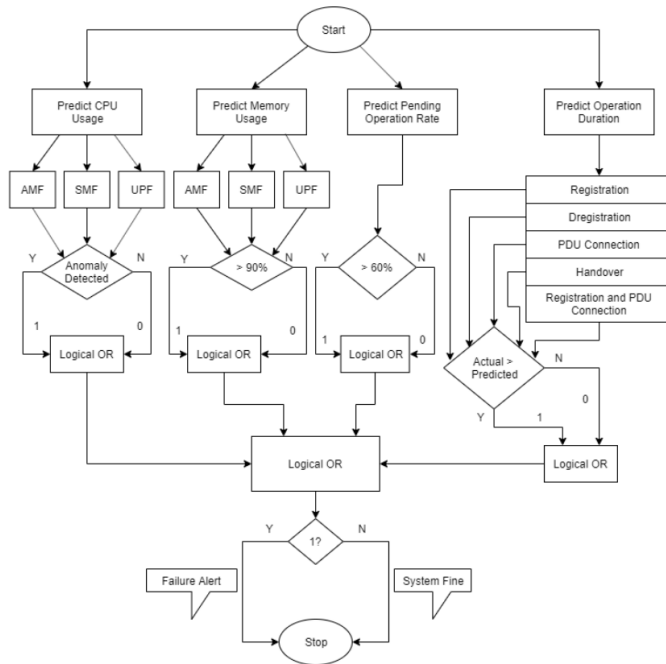 Start
Predict CPU
Usage
Predict Memory
Usage
Predict Pending
Operation Rate
Predict Operation
Duration
AMF
SMF
UPF
AMF
SMF
UPF
Registration
Dregistration
PDU Connection
Handover
Registration and PDU
Connection
Y
Anomaly
Detected
N
Y
> 90%
N
Y
> 60%
N
1
0
1
0
1
0
Logical OR
Logical OR
Logical OR
Actual >
Predicted
N
0
Y
1
Logical OR
Logical OR
Y
1?
N
Failure Alert
System Fine
Stop